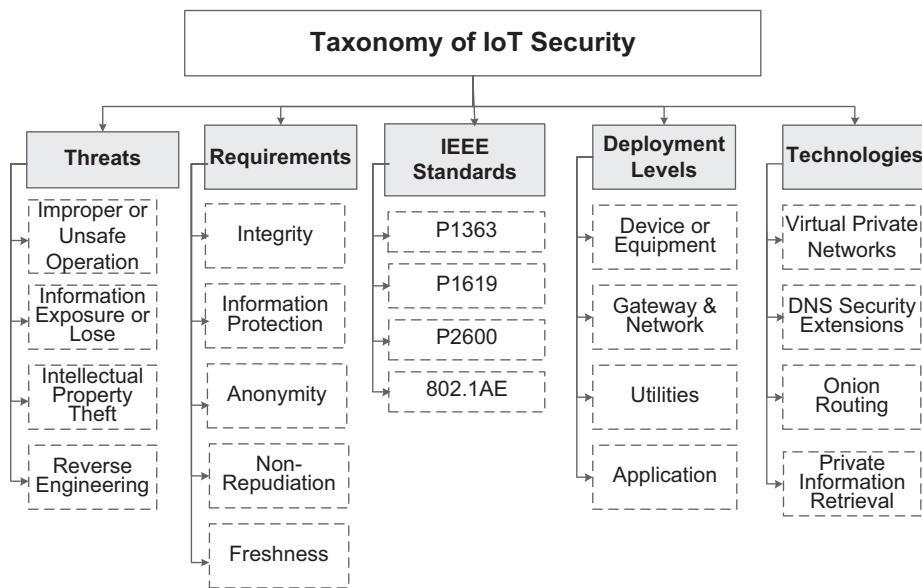 Taxonomy of IoT Security
Threats
Improper or
Unsafe
Operation
Information
Exposure or
Lose
Intellectual
Property
Theft
Reverse
Engineering
Requirements
Integrity
Information
Protection
Anonymity
Non-
Repudiation
Freshness
IEEE
Standards
P1363
P1619
P2600
802.1AE
Deployment
Levels
Device or
Equipment
Gateway &
Network
Utilities
Application
Technologies
Virtual Private
Networks
DNS Security
Extensions
Onion
Routing
Private
Information
Retrieval